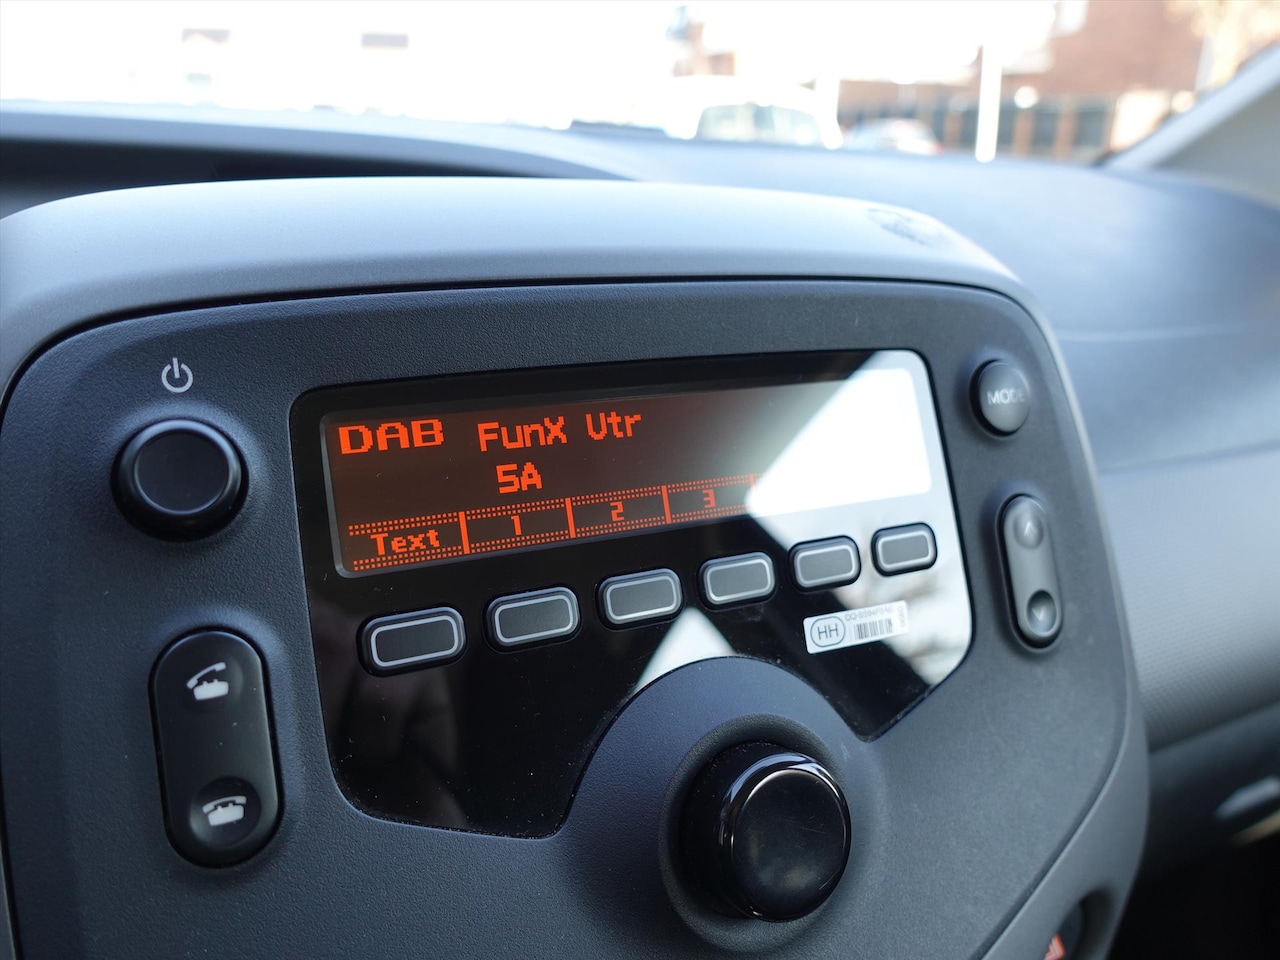 DAB FunX Utr
5A
Text 1 2 3
MODE
HH